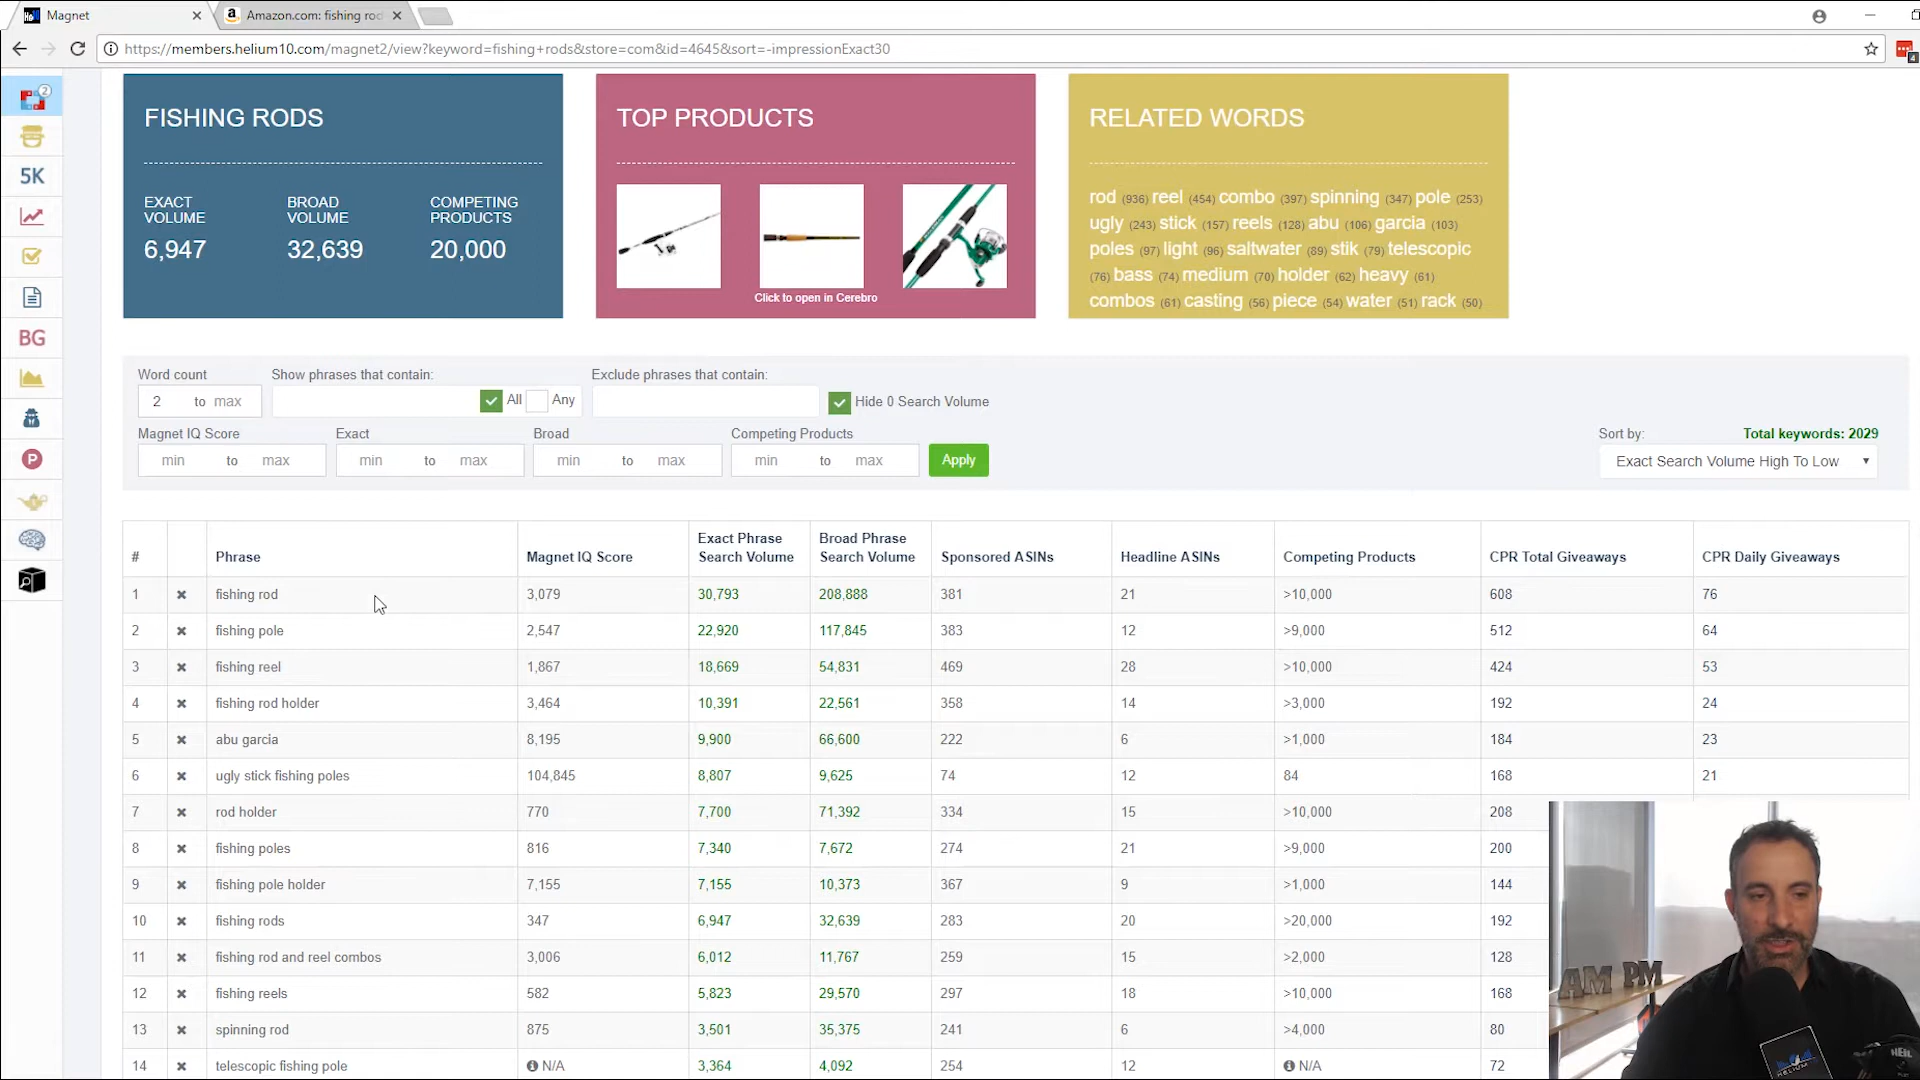 Magnet
Amazon.com: fishing rod
https://members.helium10.com/magnet2/view?keyword=fishing+rods&store=com&id=4645&sort=-impressionExact30
4
2
5K
BG
P
FISHING RODS
EXACT VOLUME
BROAD VOLUME
COMPETING PRODUCTS
6,947
32,639
20,000
TOP PRODUCTS
Click to open in Cerebro
RELATED WORDS
rod (936) reel (454) combo (397) spinning (347) pole (253)
ugly (243) stick (157) reels (128) abu (106) garcia (103)
poles (97) light (96) saltwater (89) stik (79) telescopic
(76) bass (74) medium (70) holder (62) heavy (61)
combos (61) casting (56) piece (54) water (51) rack (50)
Word count
Show phrases that contain:
Exclude phrases that contain:
2 to max
All Any
Hide 0 Search Volume
Magnet IQ Score
Exact
Broad
Competing Products
min to max
min to max
min to max
min to max
Apply
Sort by:
Total keywords: 2029
Exact Search Volume High To Low
# Phrase Magnet IQ Score Exact Phrase Search Volume Broad Phrase Search Volume Sponsored ASINs Headline ASINs Competing Products CPR Total Giveaways CPR Daily Giveaways
1 fishing rod 3,079 30,793 208,888 381 21 >10,000 608 76
2 fishing pole 2,547 22,920 117,845 383 12 >9,000 512 64
3 fishing reel 1,867 18,669 54,831 469 28 >10,000 424 53
4 fishing rod holder 3,464 10,391 22,561 358 14 >3,000 192 24
5 abu garcia 8,195 9,900 66,600 222 6 >1,000 184 23
6 ugly stick fishing poles 104,845 8,807 9,625 74 12 84 168 21
7 rod holder 770 7,700 71,392 334 15 >10,000 208
8 fishing poles 816 7,340 7,672 274 21 >9,000 200
9 fishing pole holder 7,155 7,155 10,373 367 9 >1,000 144
10 fishing rods 347 6,947 32,639 283 20 >20,000 192
11 fishing rod and reel combos 3,006 6,012 11,767 259 15 >2,000 128
12 fishing reels 582 5,823 29,570 297 18 >10,000 168
13 spinning rod 875 3,501 35,375 241 6 >4,000 80
14 telescopic fishing pole N/A 3,364 4,092 254 12 N/A 72
AM PM
HELIUM